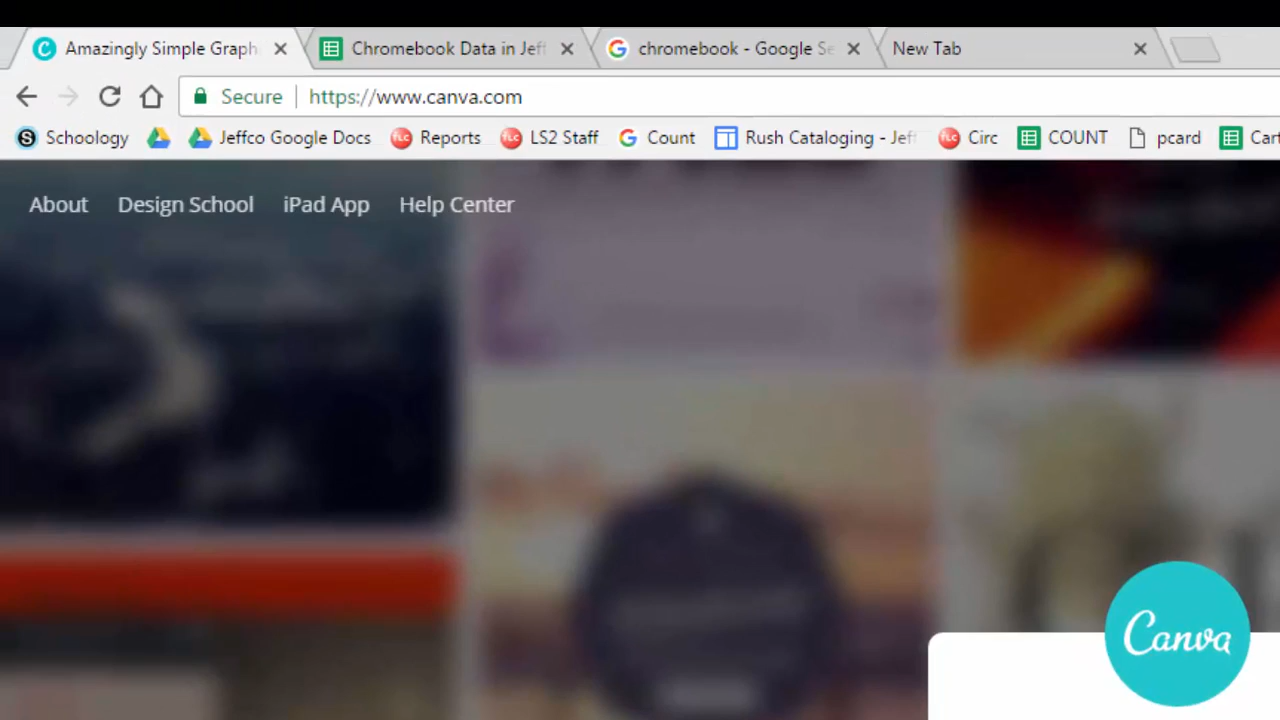 Amazingly Simple Graph
Chromebook Data in Jeff
chromebook - Google Se
New Tab
Secure
https://www.canva.com
Schoology
Jeffco Google Docs
Reports
LS2 Staff
Count
Rush Cataloging - Jeff
Circ
COUNT
pcard
Cart
About
Design School
iPad App
Help Center
Canva